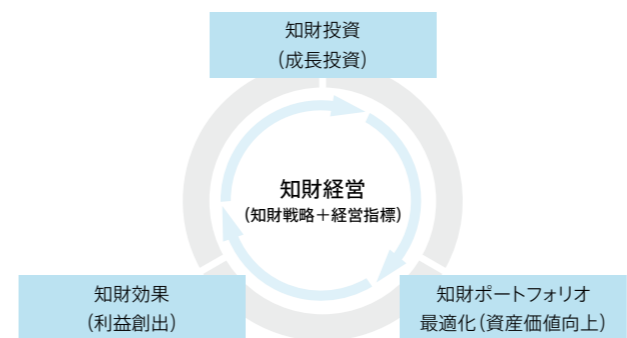 知財投資
(成長投資)
知財経営
(知財戦略＋経営指標)
知財効果
(利益創出)
知財ポートフォリオ
最適化(資産価値向上)